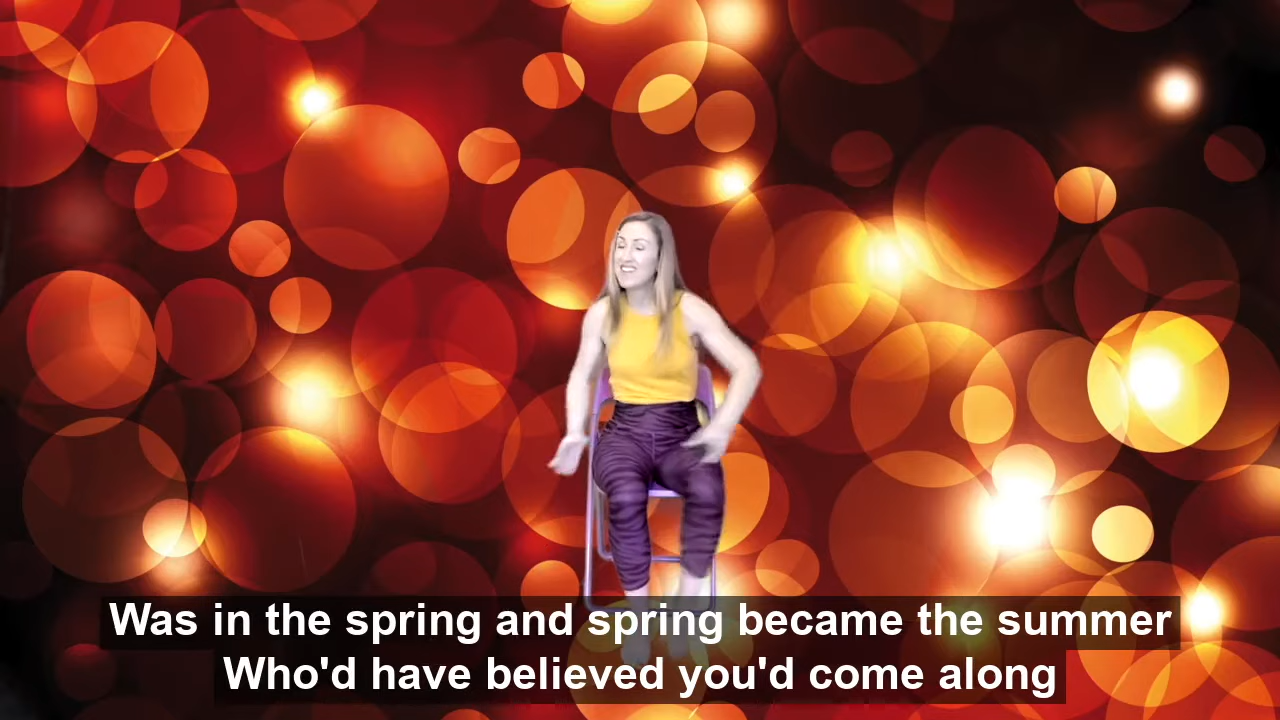 Was in the spring and spring became the summer
Who'd have believed you'd come along